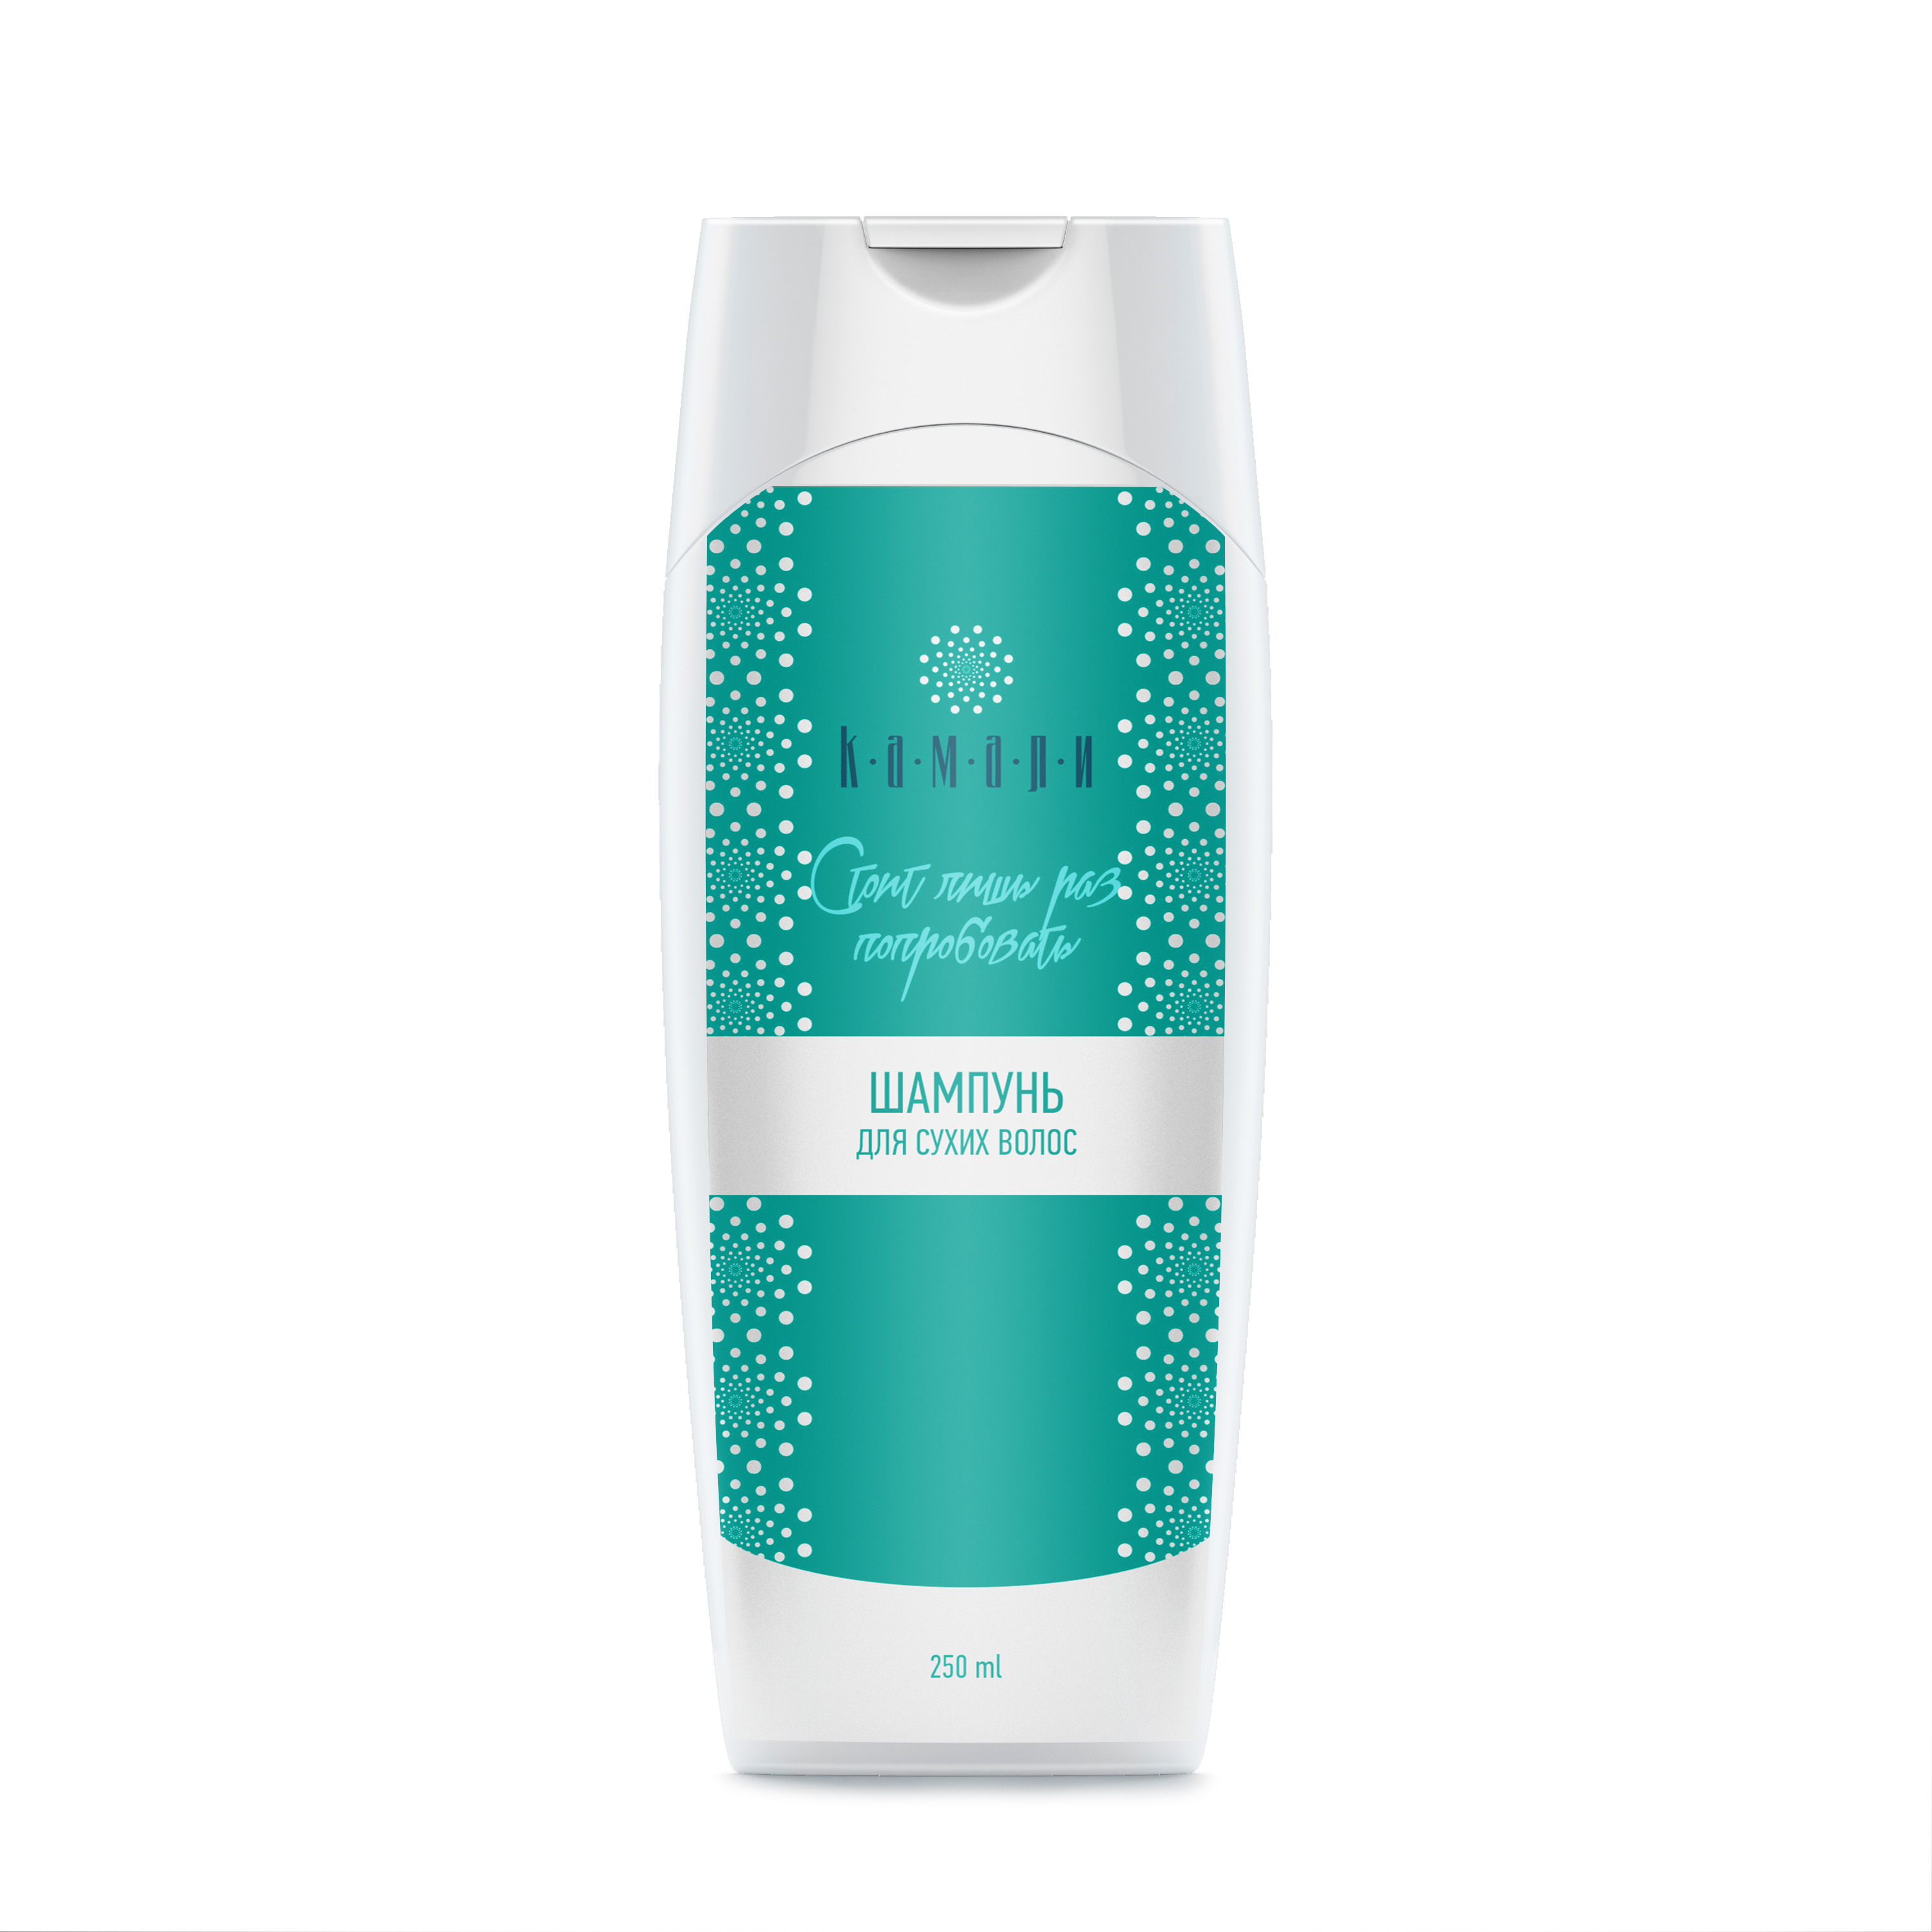 к·а·м·а·л·и
Стоит лишь раз
попробовать
ШАМПУНЬ
ДЛЯ СУХИХ ВОЛОС
250 ml